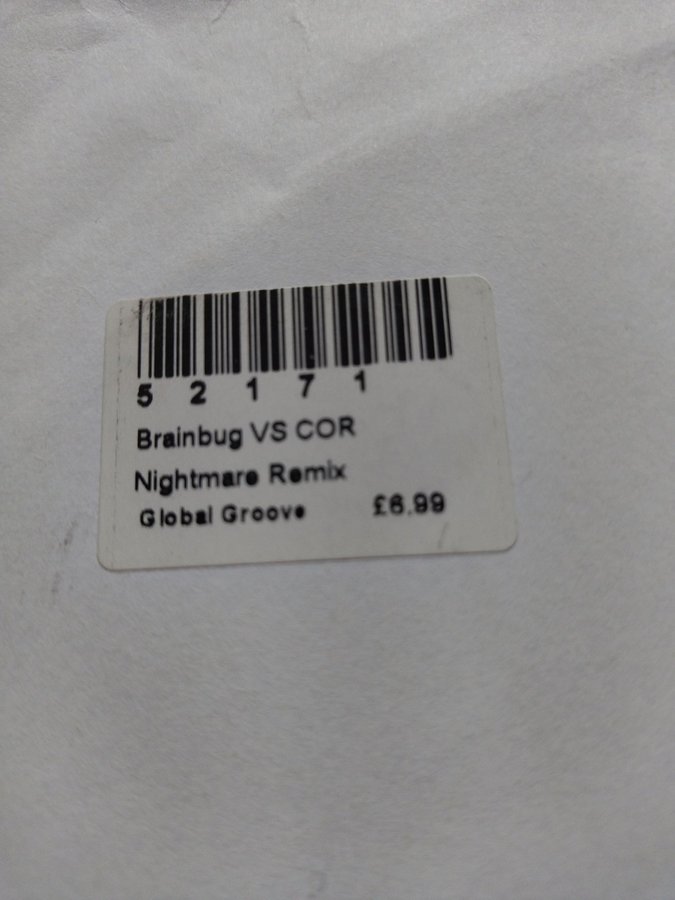 5 2 1 7 1
Brainbug VS COR
Nightmare Remix
Global Groove £6.99